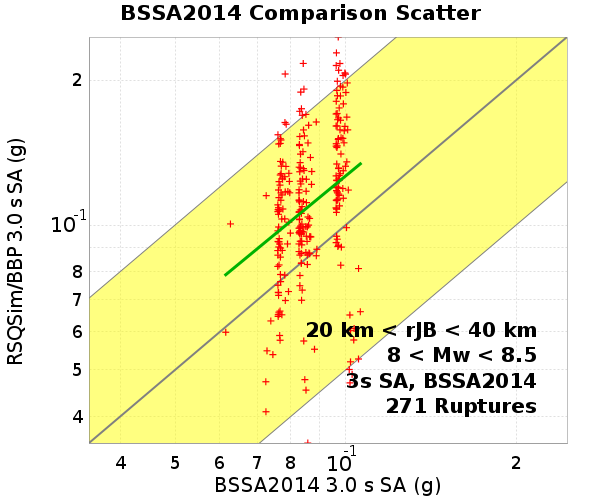 BSSA2014 Comparison Scatter
RSQSim/BBP 3.0 s SA (g)
2
10-1
8
7
6
5
4
20 km < rJB < 40 km
8 < Mw < 8.5
3s SA, BSSA2014
271 Ruptures
4 5 6 7 8 10-1 2
BSSA2014 3.0 s SA (g)